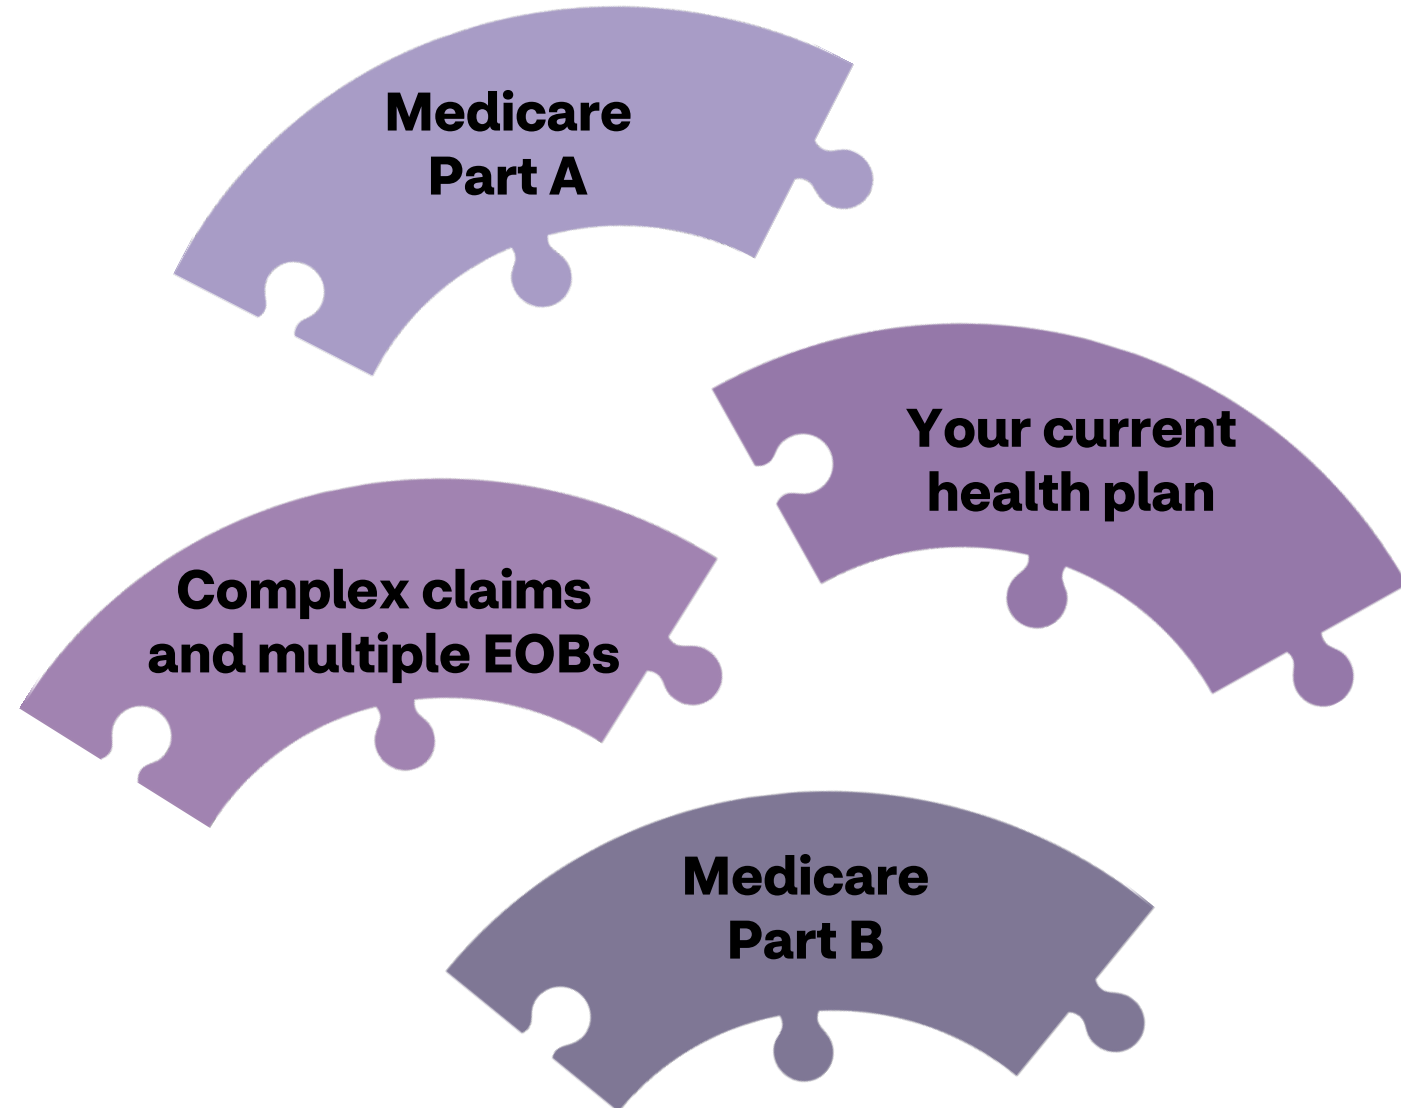 Medicare
Part A
Your current
health plan
Complex claims
and multiple EOBs
Medicare
Part B